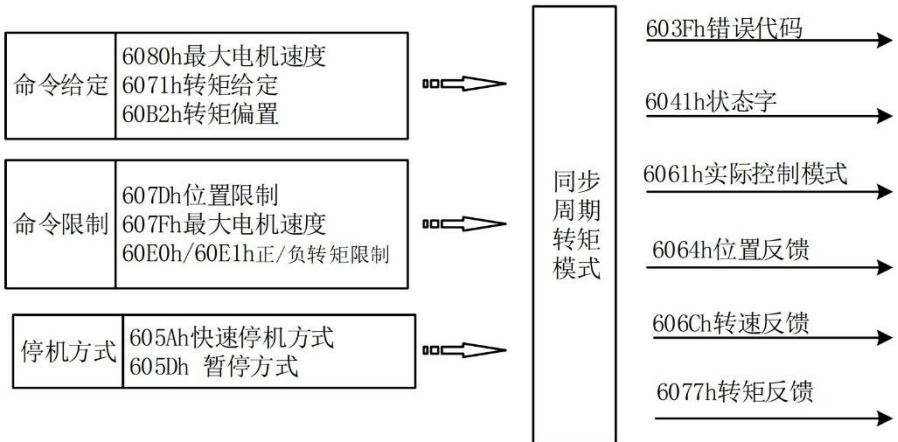 命令给定
6080h最大电机速度
6071h转矩给定
60B2h转矩偏置
命令限制
607Dh位置限制
607Fh最大电机速度
60E0h/60E1h正/负转矩限制
停机方式
605Ah快速停机方式
605Dh 暂停方式
同步
周期
转矩
模式
603Fh错误代码
6041h状态字
6061h实际控制模式
6064h位置反馈
606Ch转速反馈
6077h转矩反馈